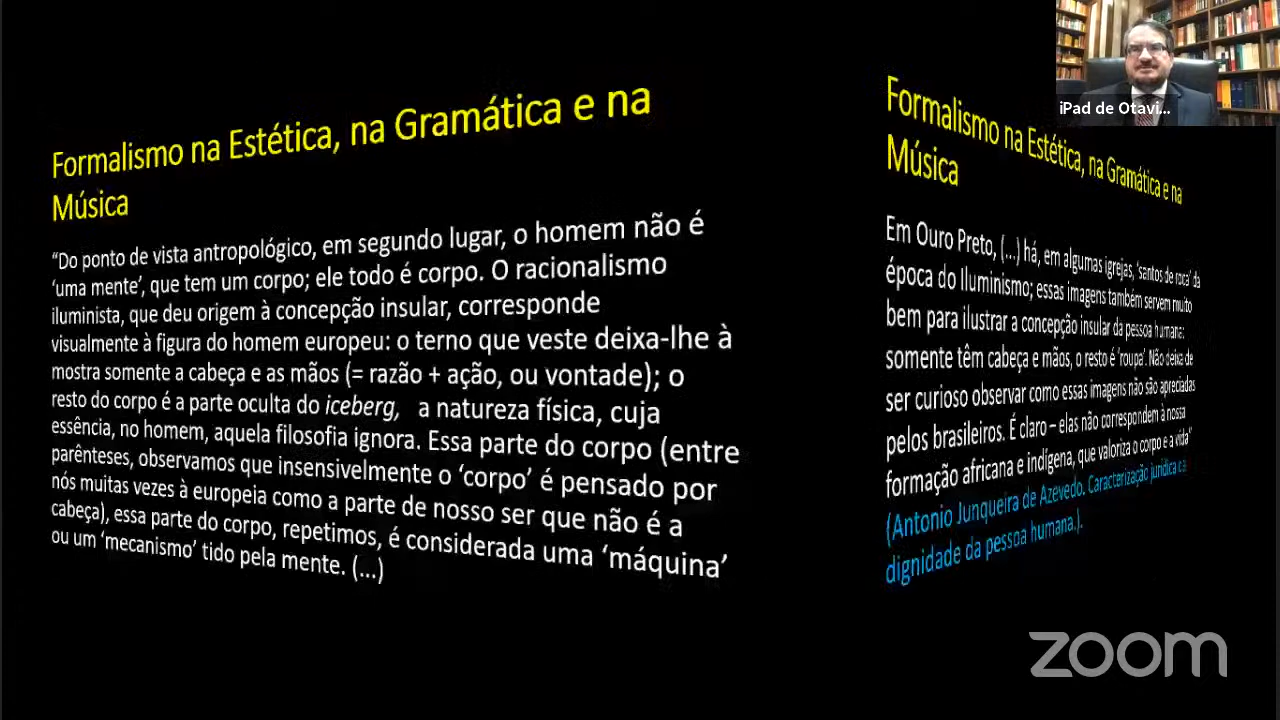 Formalismo na Estética, na Gramática e na
Música
“Do ponto de vista antropológico, em segundo lugar, o homem não é
‘uma mente’, que tem um corpo; ele todo é corpo. O racionalismo
iluminista, que deu origem à concepção insular, corresponde
visualmente à figura do homem europeu: o terno que veste deixa-lhe à
mostra somente a cabeça e as mãos (= razão + ação, ou vontade); o
resto do corpo é a parte oculta do iceberg, a natureza física, cuja
essência, no homem, aquela filosofia ignora. Essa parte do corpo (entre
parênteses, observamos que insensivelmente o ‘corpo’ é pensado por
nós muitas vezes à europeia como a parte de nosso ser que não é a
cabeça), essa parte do corpo, repetimos, é considerada uma ‘máquina’
ou um ‘mecanismo’ tido pela mente. (...)
Formalismo na Estética, na Gramática e na
Música
Em Ouro Preto, (...) há, em algumas igrejas, ‘santos de roca’ da
época do Iluminismo; essas imagens também servem muito
bem para ilustrar a concepção insular da pessoa humana:
somente têm cabeça e mãos, o resto é ‘roupa’. Não deixa de
ser curioso observar como essas imagens não são apreciadas
pelos brasileiros. É claro – elas não correspondem à nossa
formação africana e indígena, que valoriza o corpo e a vida”
(Antonio Junqueira de Azevedo. Caracterização jurídica da
dignidade da pessoa humana.).
iPad de Otavi...
zoom